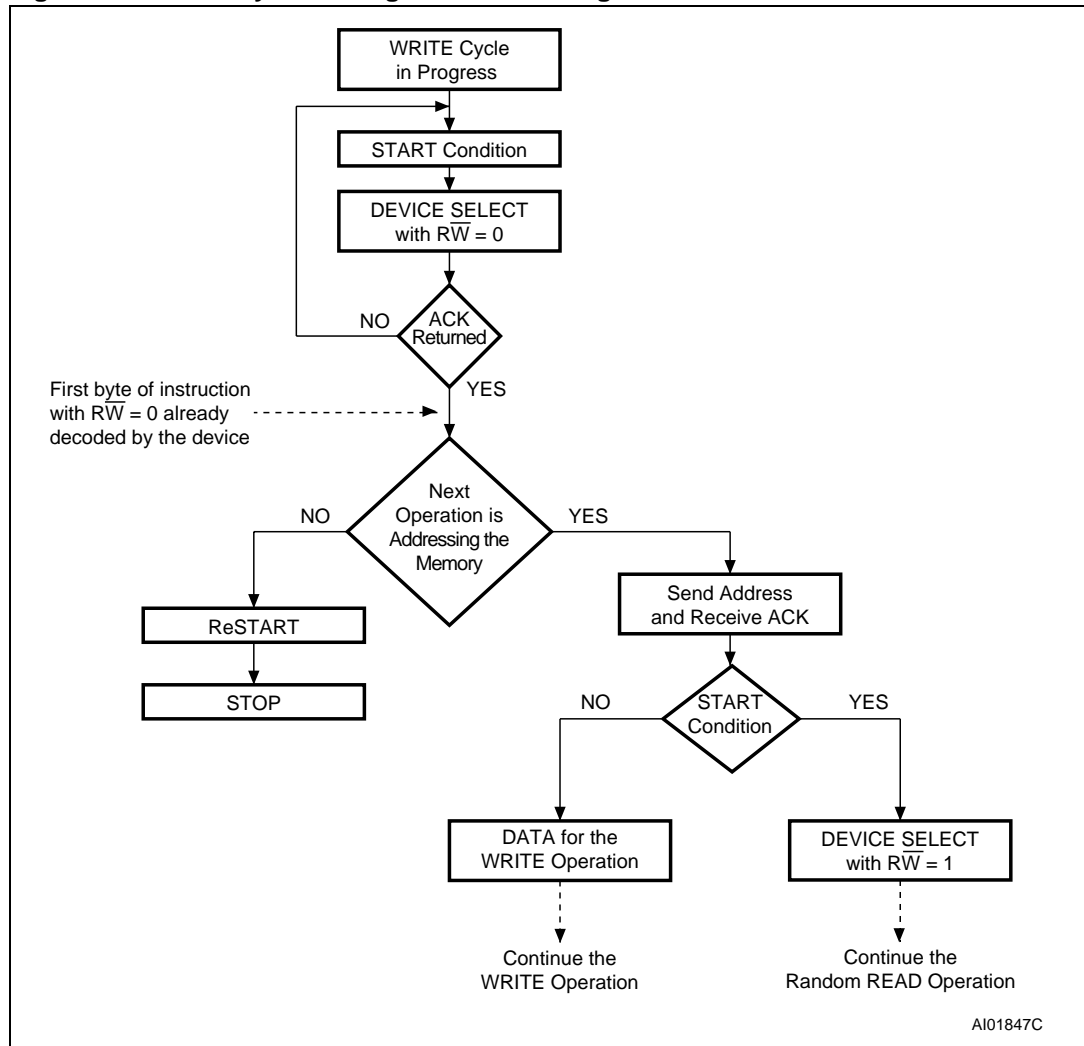 WRITE Cycle
in Progress
START Condition
DEVICE SELECT
with RW̅ = 0
NO
ACK
Returned
YES
First byte of instruction
with RW̅ = 0 already
decoded by the device
Next
Operation is
Addressing the
Memory
NO
YES
Send Address
and Receive ACK
ReSTART
STOP
START
Condition
NO
YES
DATA for the
WRITE Operation
DEVICE SELECT
with RW̅ = 1
Continue the
WRITE Operation
Continue the
Random READ Operation
AI01847C